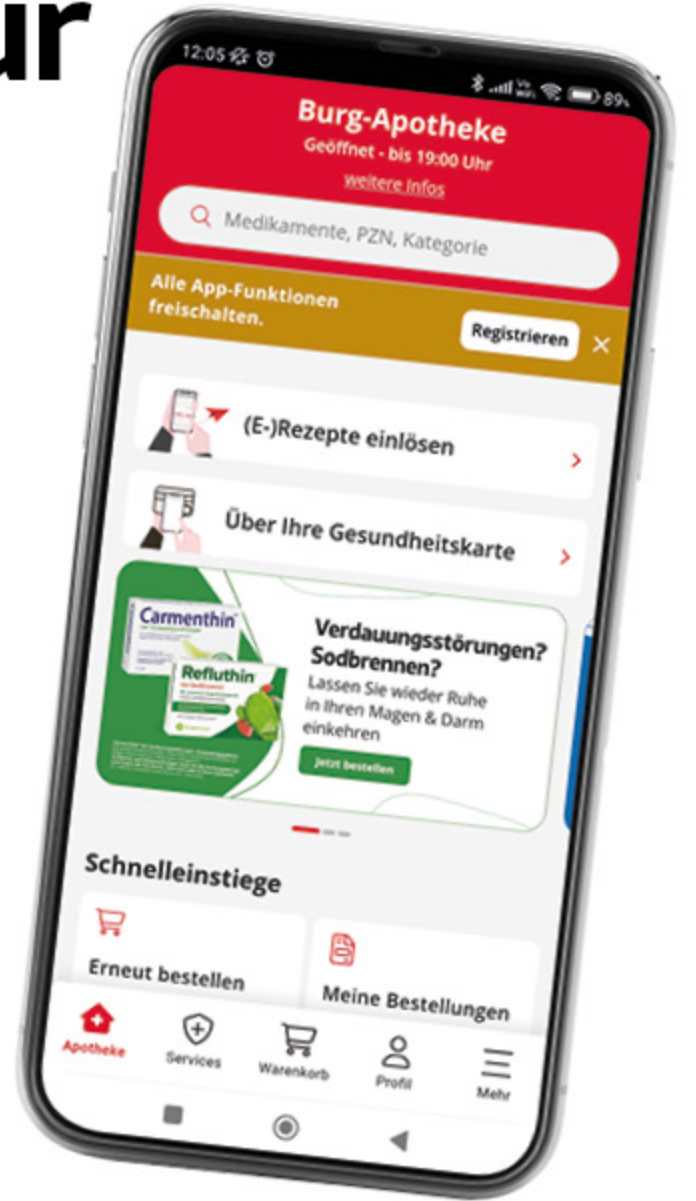 ur
12:05
Vo
WiFi
89%
Burg-Apotheke
Geöffnet - bis 19:00 Uhr
weitere Infos
Medikamente, PZN, Kategorie
Alle App-Funktionen
freischalten.
Registrieren
(E-)Rezepte einlösen
Über Ihre Gesundheitskarte
Carmenthin
Refluthin
Verdauungsstörungen?
Sodbrennen?
Lassen Sie wieder Ruhe
in Ihren Magen & Darm
einkehren
Jetzt bestellen
Schnelleinstiege
Erneut bestellen
Meine Bestellungen
Apotheke
Services
Warenkorb
Profil
Mehr